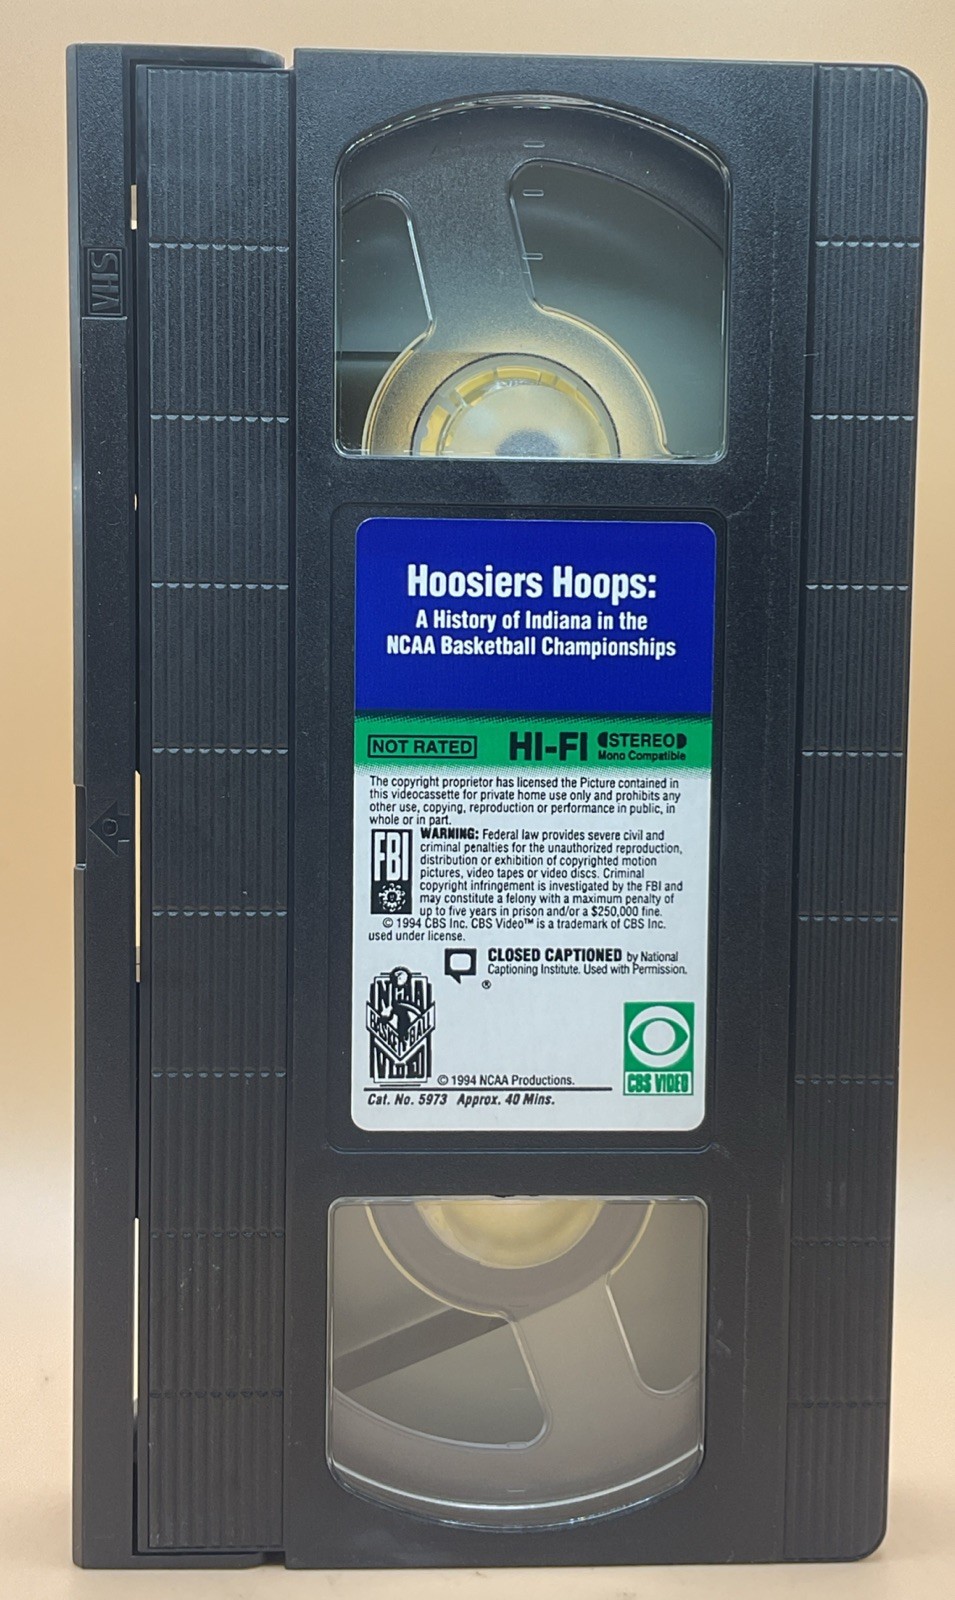 VHS
Hoosiers Hoops:
A History of Indiana in the
NCAA Basketball Championships
NOT RATED HI-FI STEREO
Mono Compatible
The copyright proprietor has licensed the Picture contained in
this videocassette for private home use only and prohibits any
other use, copying, reproduction or performance in public, in
whole or in part.
FBI
WARNING: Federal law provides severe civil and
criminal penalties for the unauthorized reproduction,
distribution or exhibition of copyrighted motion
pictures, video tapes or video discs. Criminal
copyright infringement is investigated by the FBI and
may constitute a felony with a maximum penalty of
up to five years in prison and/or a $250,000 fine.
© 1994 CBS Inc. CBS Video™ is a trademark of CBS Inc.
used under license.
CLOSED CAPTIONED by National
Captioning Institute. Used with Permission.
®
NCAA
BASKETBALL
VIDEO
© 1994 NCAA Productions.
CBS VIDEO
Cat. No. 5973 Approx. 40 Mins.